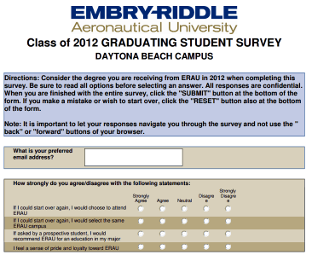 EMBRY-RIDDLE
Aeronautical University
Class of 2012 GRADUATING STUDENT SURVEY
DAYTONA BEACH CAMPUS
Directions: Consider the degree you are receiving from ERAU in 2012 when completing this
survey. Be sure to read all options before selecting an answer. All responses are confidential.
When you are finished with the entire survey, click the "SUBMIT" button at the bottom of the
form. If you make a mistake or wish to start over, click the "RESET" button also at the bottom
of the form.
Note: It is important to let your responses navigate you through the survey and not use the "
back" or "forward" buttons of your browser.
What is your preferred
email address?
How strongly do you agree/disagree with the following statements:
Strongly
Agree Agree Neutral Disagre
e Strongly
Disagre
e
If I could start over again, I would choose to attend
ERAU
If I could start over again, I would select the same
ERAU campus
If asked by a prospective student, I would
recommend ERAU for an education in my major
I feel a sense of pride and loyalty toward ERAU